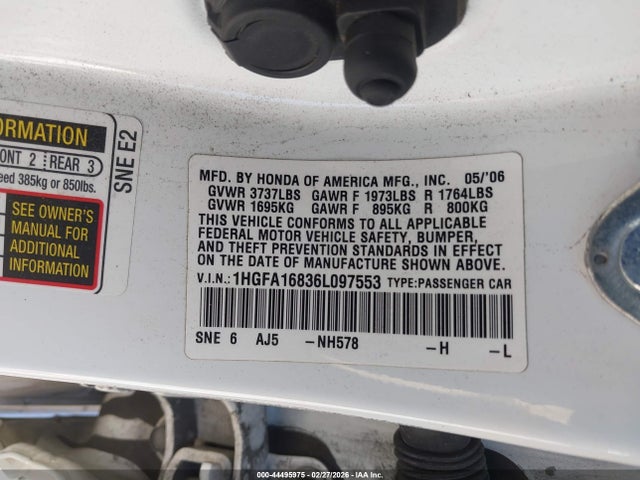 ORMATION
ONT 2 REAR 3
eed 385kg or 850lbs.
SEE OWNER'S
MANUAL FOR
ADDITIONAL
INFORMATION
SNE E2
MFD. BY HONDA OF AMERICA MFG., INC. 05/'06
GVWR 3737LBS GAWR F 1973LBS R 1764LBS
GVWR 1695KG GAWR F 895KG R 800KG
THIS VEHICLE CONFORMS TO ALL APPLICABLE
FEDERAL MOTOR VEHICLE SAFETY, BUMPER,
AND THEFT PREVENTION STANDARDS IN EFFECT
ON THE DATE OF MANUFACTURE SHOWN ABOVE.
V.I.N.: 1HGFA16836L097553 TYPE:PASSENGER CAR
SNE 6 AJ5 -NH578 -H -L
000-44495975 - 02/27/2026 - COPYRIGHT IAA, LLC.